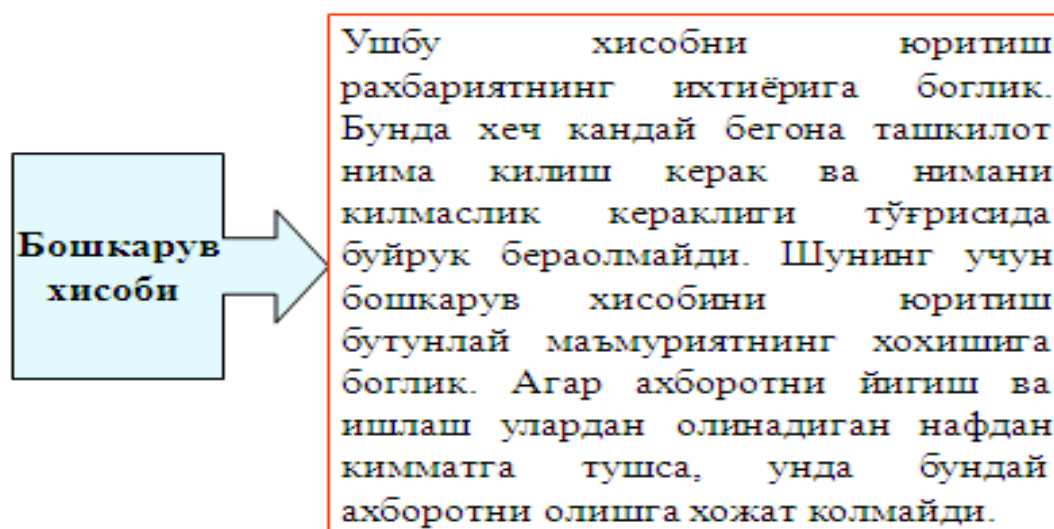 Бошкарув
хисоби
Ушбу хисобни юритиш
рахбариятнинг ихтиёрига боглик.
Бунда хеч кандай бегона ташкилот
нима килиш керак ва нимани
килмаслик кераклиги тўғрисида
буйрук бераолмайди. Шунинг учун
бошкарув хисобини юритиш
бутунлай маъмуриятнинг хохишига
боглик. Агар ахборотни йигиш ва
ишлаш улардан олинадиган нафдан
кимматга тушса, унда бундай
ахборотни олишга хожат колмайди.